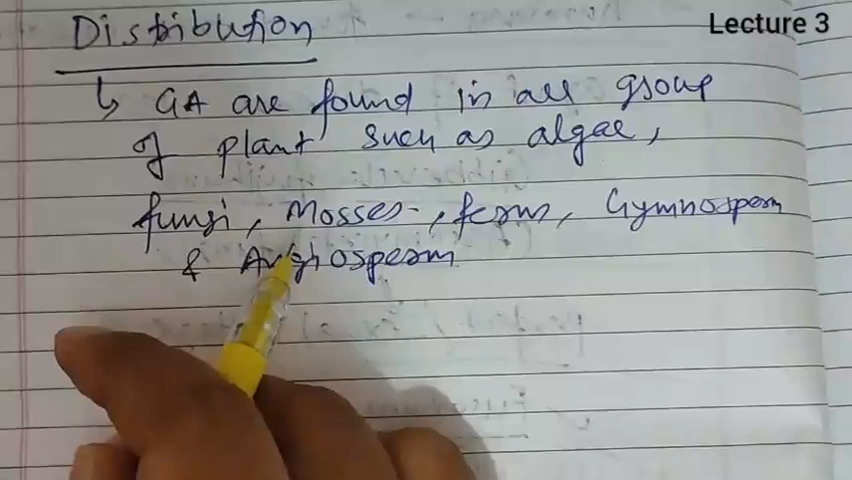 Lecture 3
Distribution
↳ GA are found in all group
of plant such as algae,
fungi, Mosses, ferns, Gymnosperm
& Angiosperm